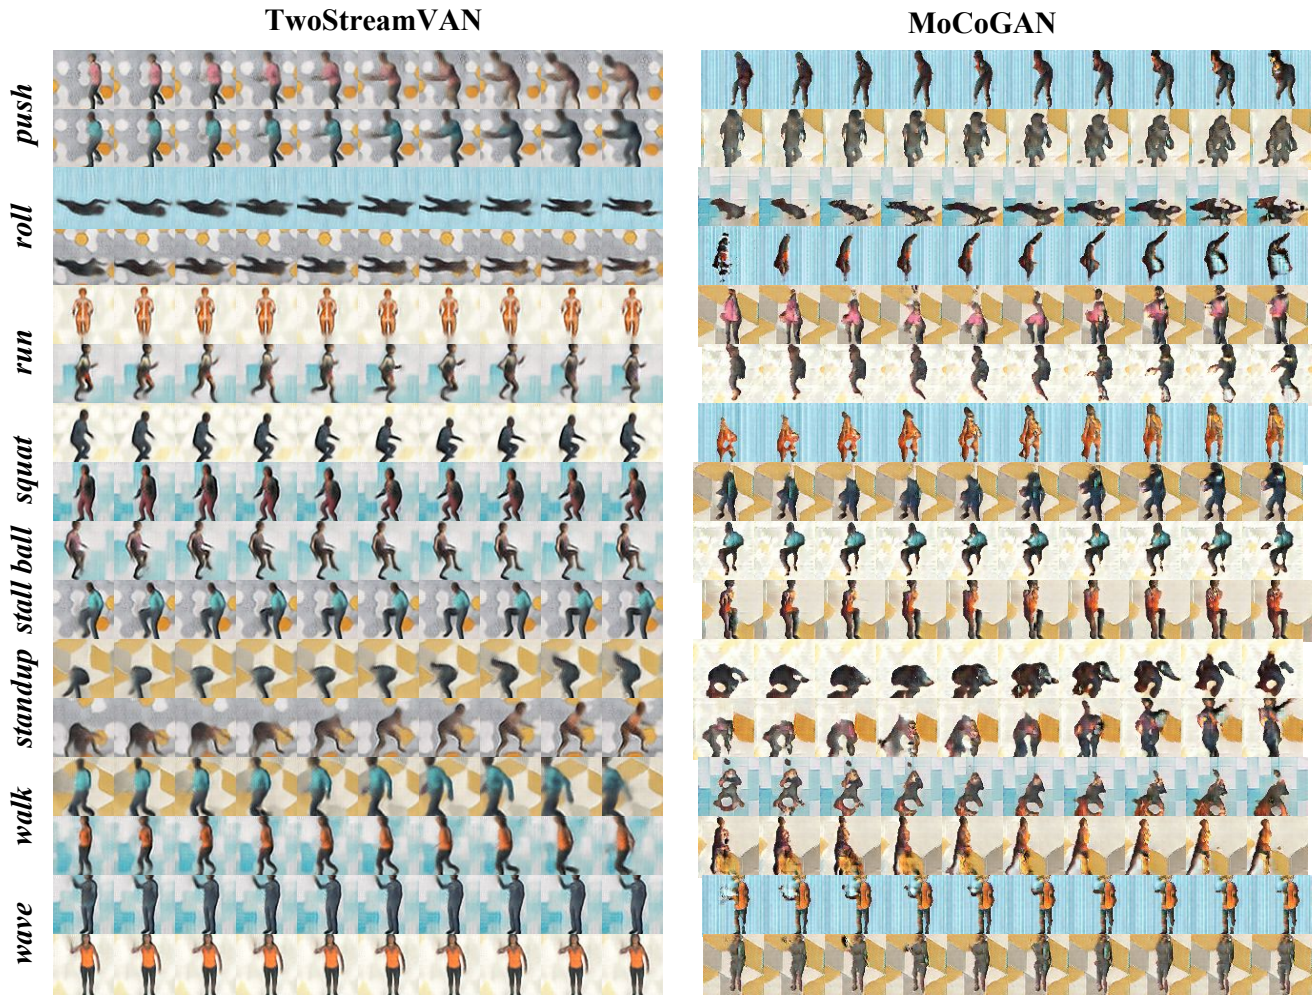 TwoStreamVAN
MoCoGAN
push
roll
run
squat
stall ball
standup
walk
wave